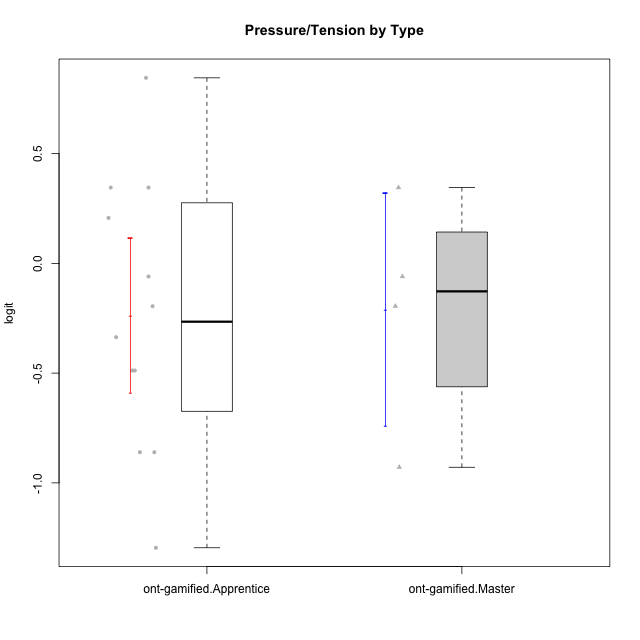 Pressure/Tension by Type
logit
0.5
0.0
-0.5
-1.0
ont-gamified.Apprentice
ont-gamified.Master